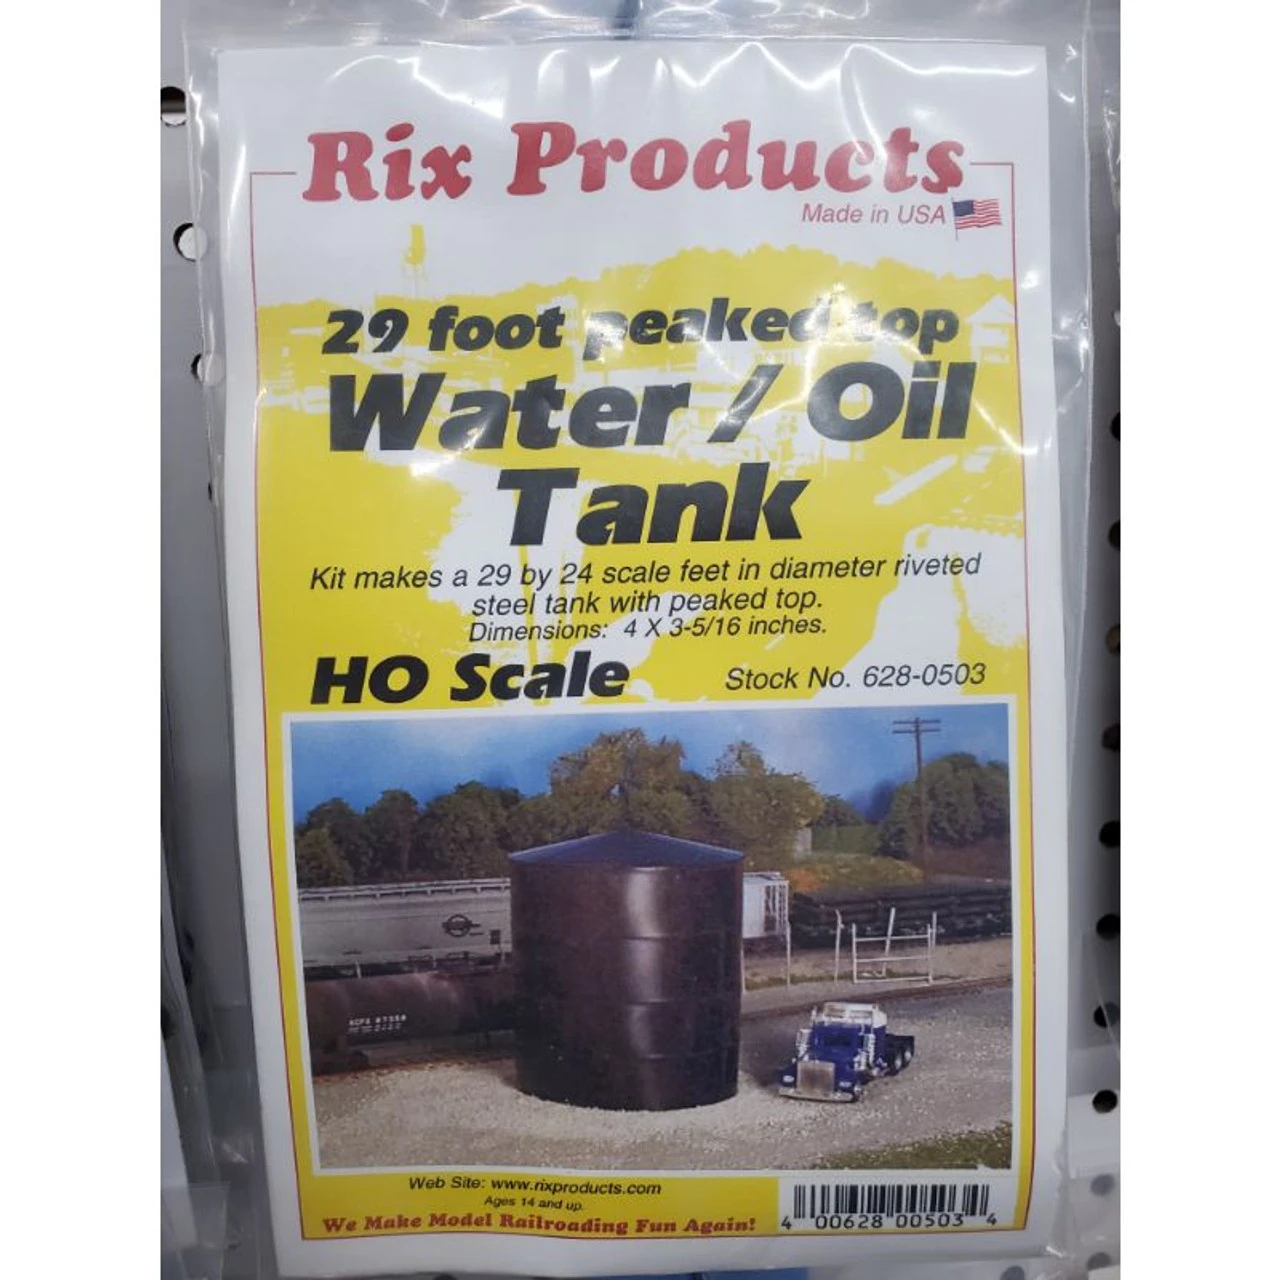 Rix Products
Made in USA
29 foot peaked top
Water / Oil
Tank
Kit makes a 29 by 24 scale feet in diameter riveted
steel tank with peaked top.
Dimensions: 4 X 3-5/16 inches.
HO Scale
Stock No. 628-0503
Web Site: www.rixproducts.com
Ages 14 and up.
We Make Model Railroading Fun Again!
4 00628 00503 4